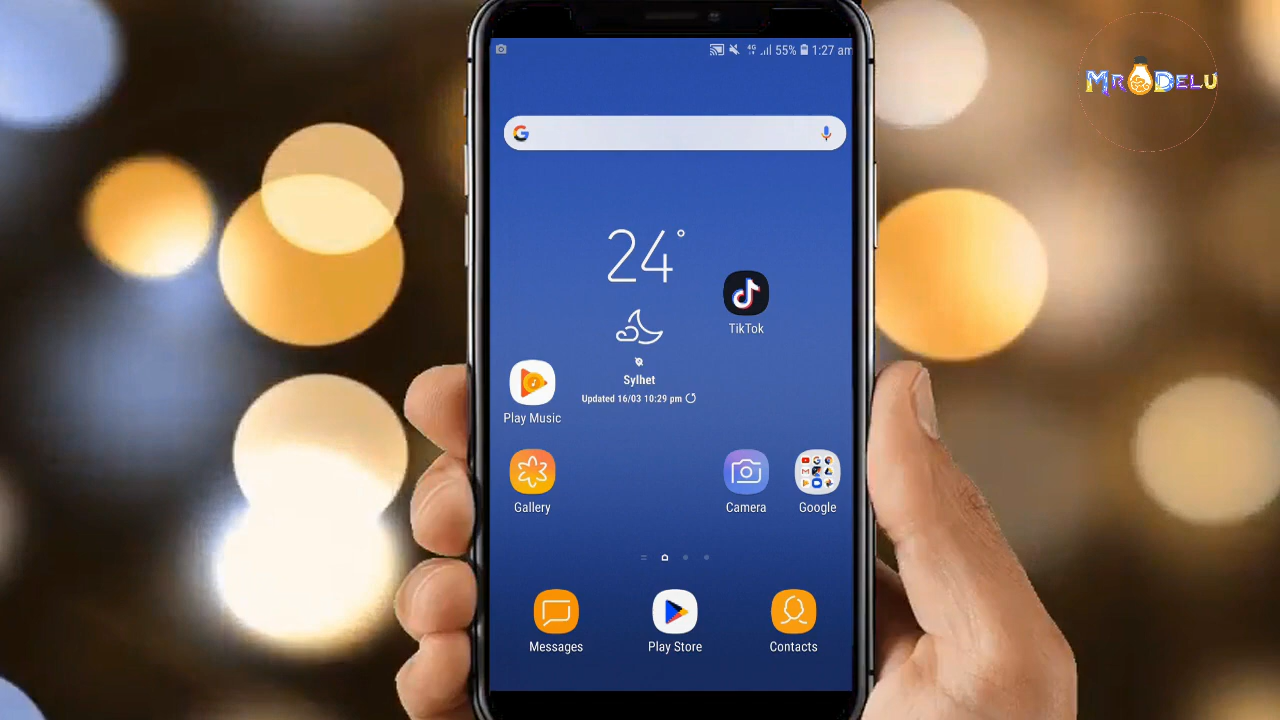 4G 55% 1:27 am
MR DELU
24°
TikTok
Sylhet
Updated 16/03 10:29 pm
Play Music
Gallery
Camera
Google
Messages
Play Store
Contacts